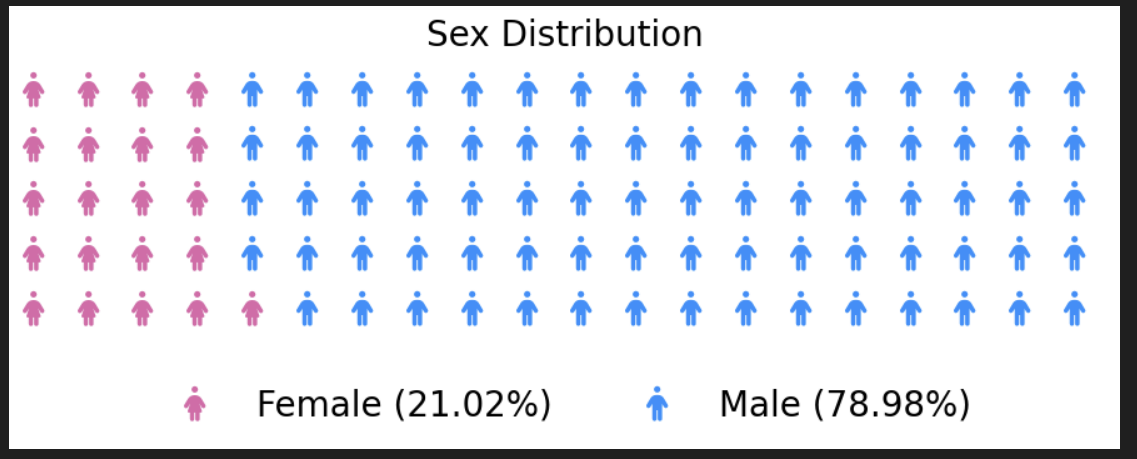 Sex Distribution
Female (21.02%) Male (78.98%)